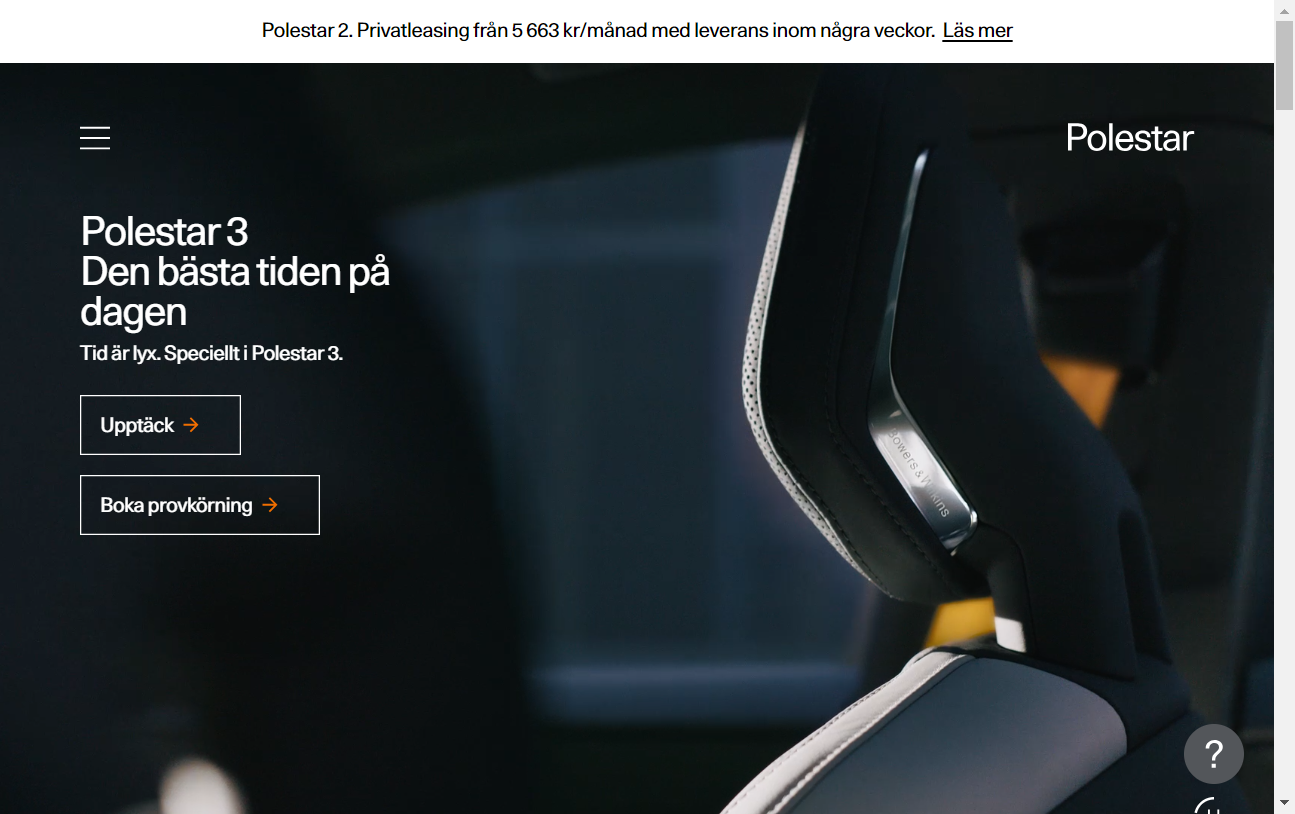 Polestar 2. Privatleasing från 5 663 kr/månad med leverans inom några veckor. Läs mer
Polestar
Polestar 3
Den bästa tiden på
dagen
Tid är lyx. Speciellt i Polestar 3.
Upptäck →
Boka provkörning →
Bowers & Wilkins
?